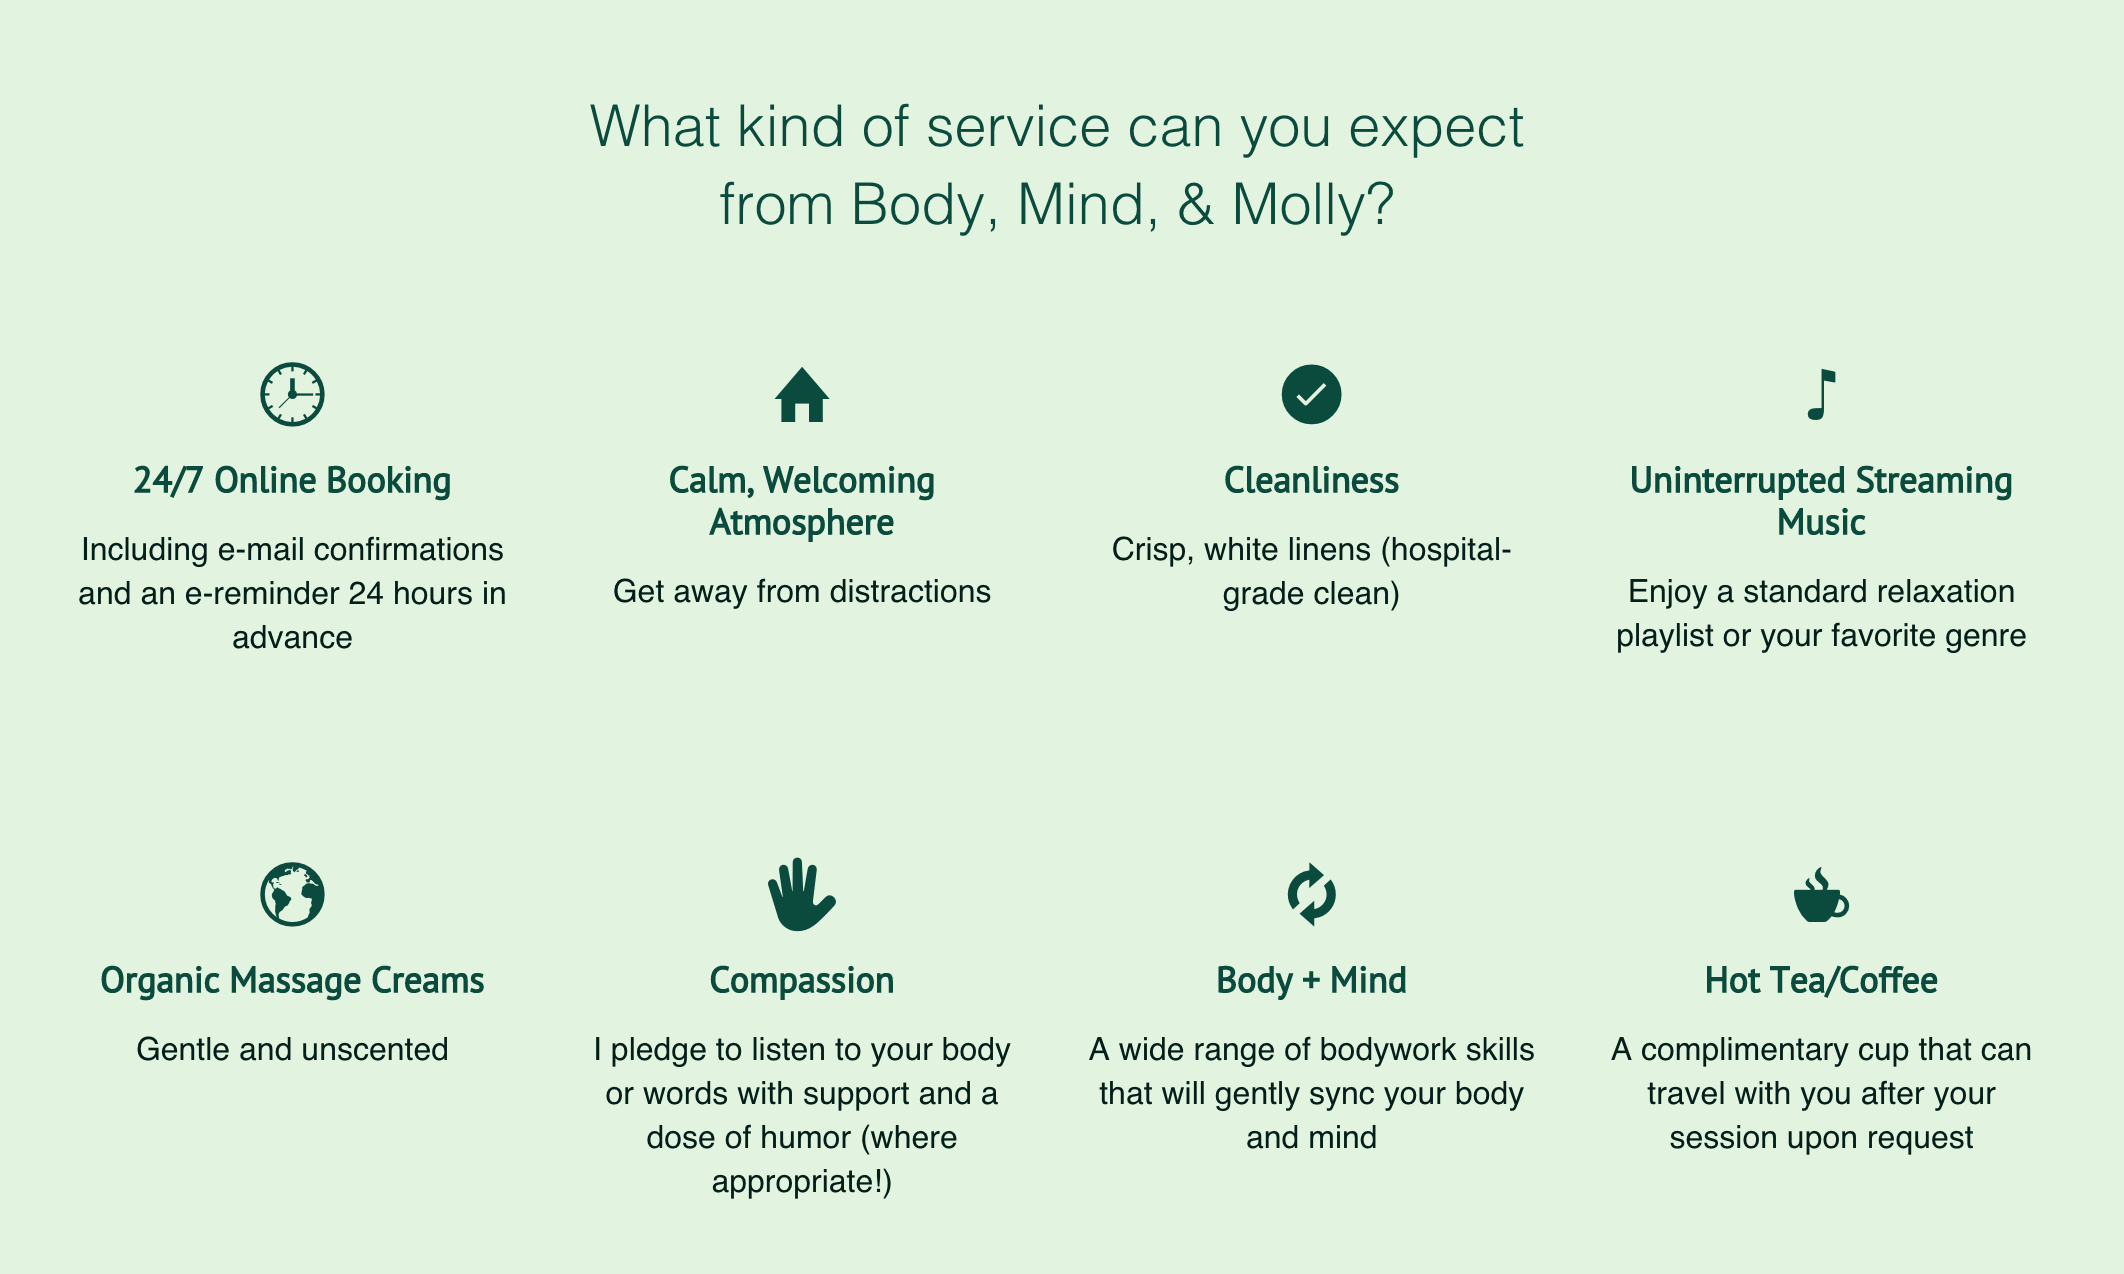 What kind of service can you expect
from Body, Mind, & Molly?
24/7 Online Booking
Including e-mail confirmations
and an e-reminder 24 hours in
advance
Calm, Welcoming
Atmosphere
Get away from distractions
Cleanliness
Crisp, white linens (hospital-
grade clean)
Uninterrupted Streaming
Music
Enjoy a standard relaxation
playlist or your favorite genre
Organic Massage Creams
Gentle and unscented
Compassion
I pledge to listen to your body
or words with support and a
dose of humor (where
appropriate!)
Body + Mind
A wide range of bodywork skills
that will gently sync your body
and mind
Hot Tea/Coffee
A complimentary cup that can
travel with you after your
session upon request